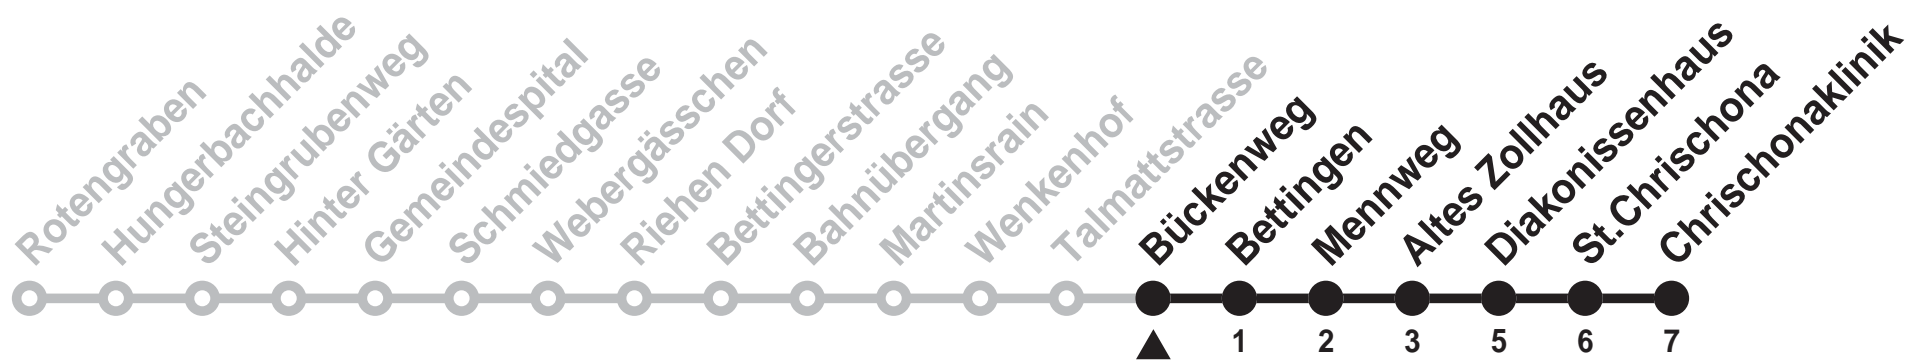 Rotengraben
Hungerbachhalde
Steingrubenweg
Hinter Gärten
Gemeindespital
Schmiedgasse
Webergässchen
Riehen Dorf
Bettingerstrasse
Bahnübergang
Martinsrain
Wenkenhof
Talmattstrasse
Bückenweg
Bettingen
Mennweg
Altes Zollhaus
Diakonissenhaus
St.Chrischona
Chrischonaklinik
1 2 3 5 6 7